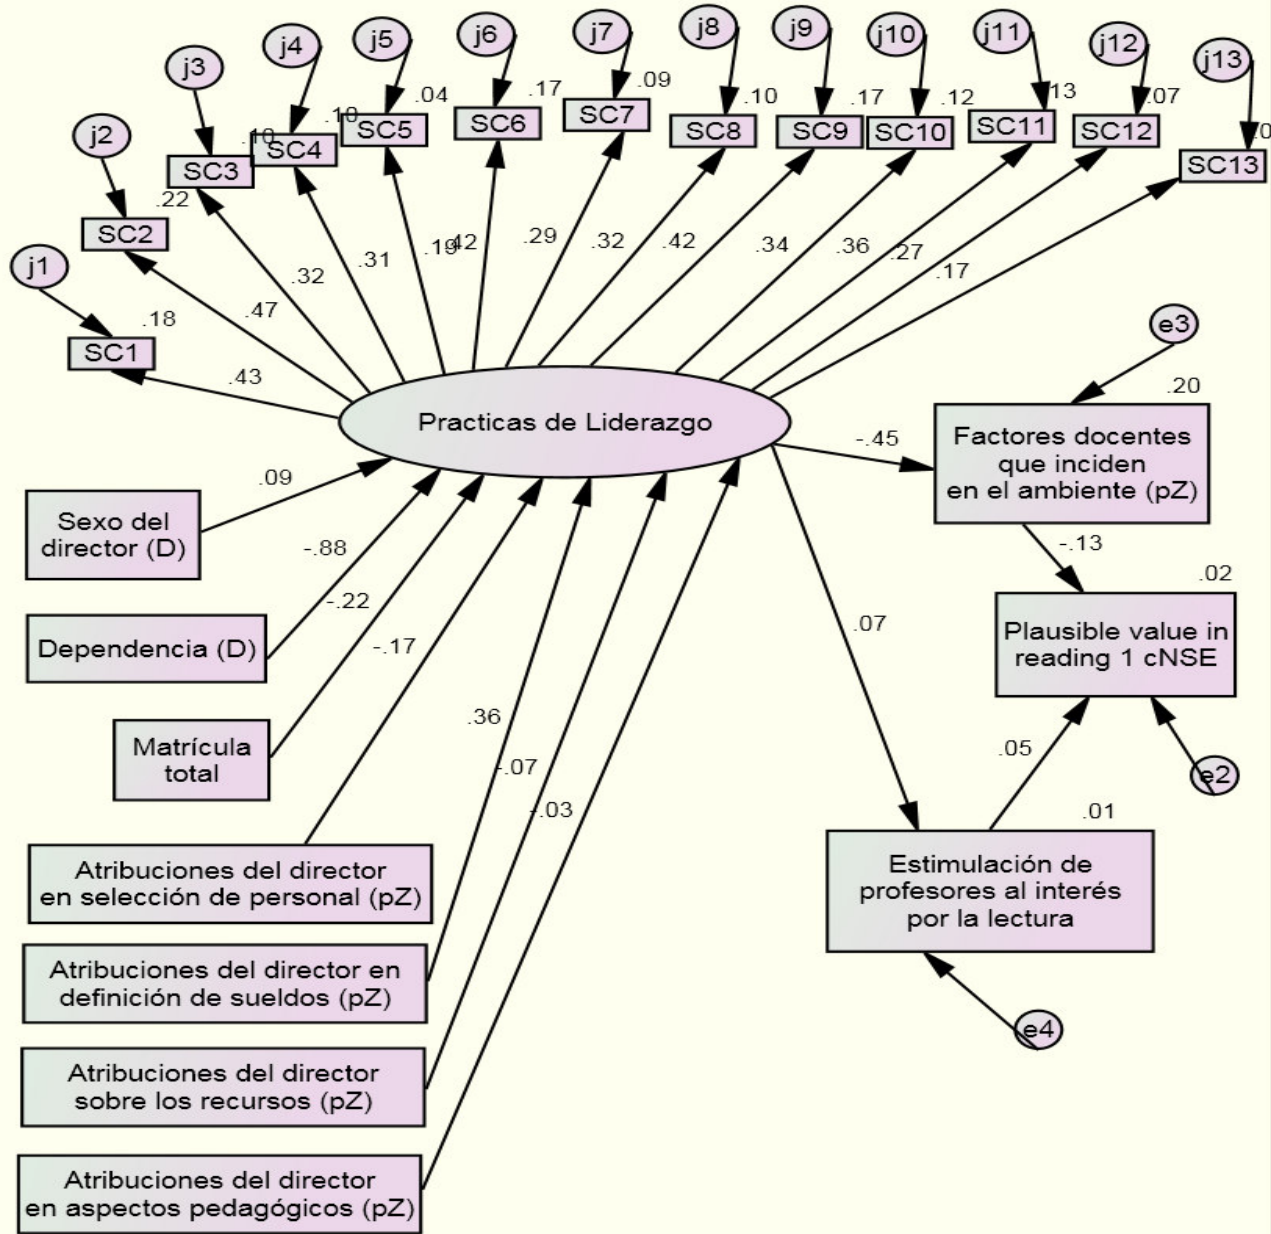 j1
j2
j3
j4
j5
j6
j7
j8
j9
j10
j11
j12
j13
.18
.22
.10
.10
.04
.17
.09
.10
.17
.12
13
.07
SC1
SC2
SC3
SC4
SC5
SC6
SC7
SC8
SC9
SC10
SC11
SC12
SC13
.43
.47
.32
.31
.19
.42
.29
.32
.42
.34
.36
.27
.17
Practicas de Liderazgo
e3
.20
-.45
Factores docentes
que inciden
en el ambiente (pZ)
-.13
.02
Plausible value in
reading 1 cNSE
e2
.07
.05
.01
Estimulación de
profesores al interés
por la lectura
e4
.09
Sexo del
director (D)
-.88
Dependencia (D)
-.22
Matrícula
total
-.17
Atribuciones del director
en selección de personal (pZ)
.36
Atribuciones del director en
definición de sueldos (pZ)
-.07
Atribuciones del director
sobre los recursos (pZ)
-.03
Atribuciones del director
en aspectos pedagógicos (pZ)